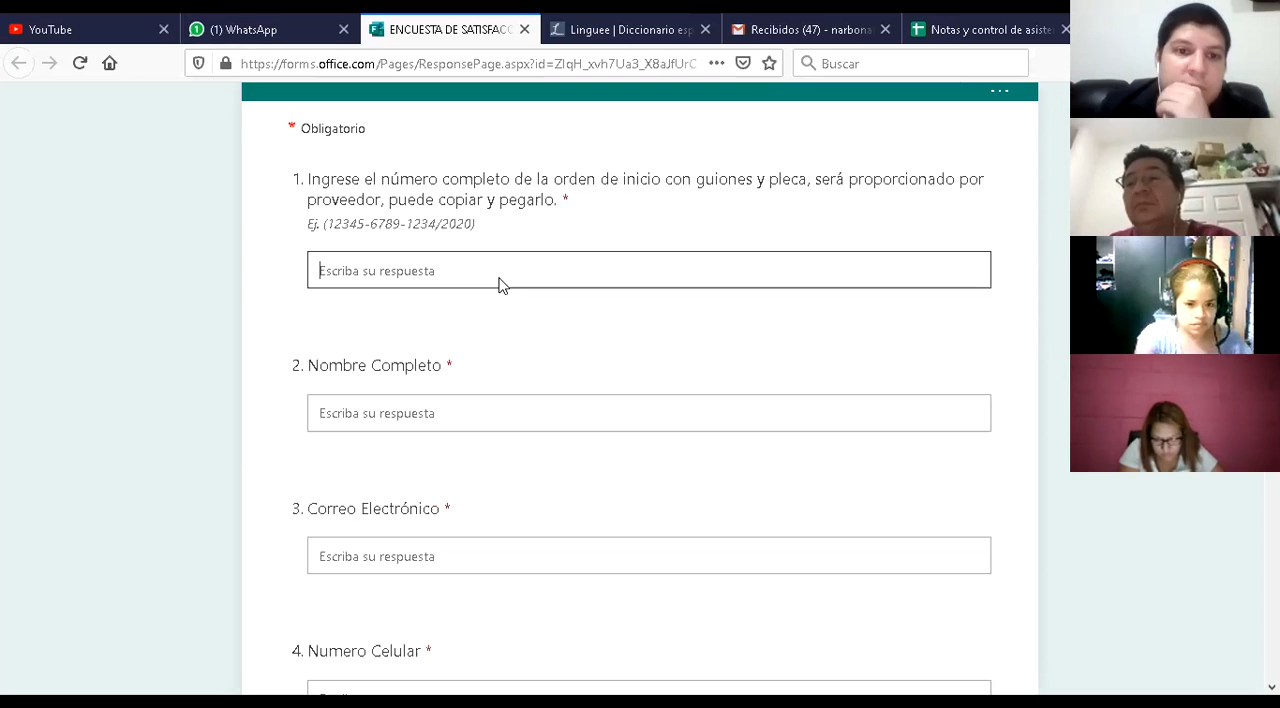 YouTube
(1) WhatsApp
ENCUESTA DE SATISFACC
Linguee | Diccionario esp
Recibidos (47) - narbona
Notas y control de asiste
https://forms.office.com/Pages/ResponsePage.aspx?id=
Buscar
* Obligatorio
1. Ingrese el número completo de la orden de inicio con guiones y pleca, será proporcionado por
proveedor, puede copiar y pegarlo. *
Ej. (12345-6789-1234/2020)
Escriba su respuesta
2. Nombre Completo *
Escriba su respuesta
3. Correo Electrónico *
Escriba su respuesta
4. Numero Celular *